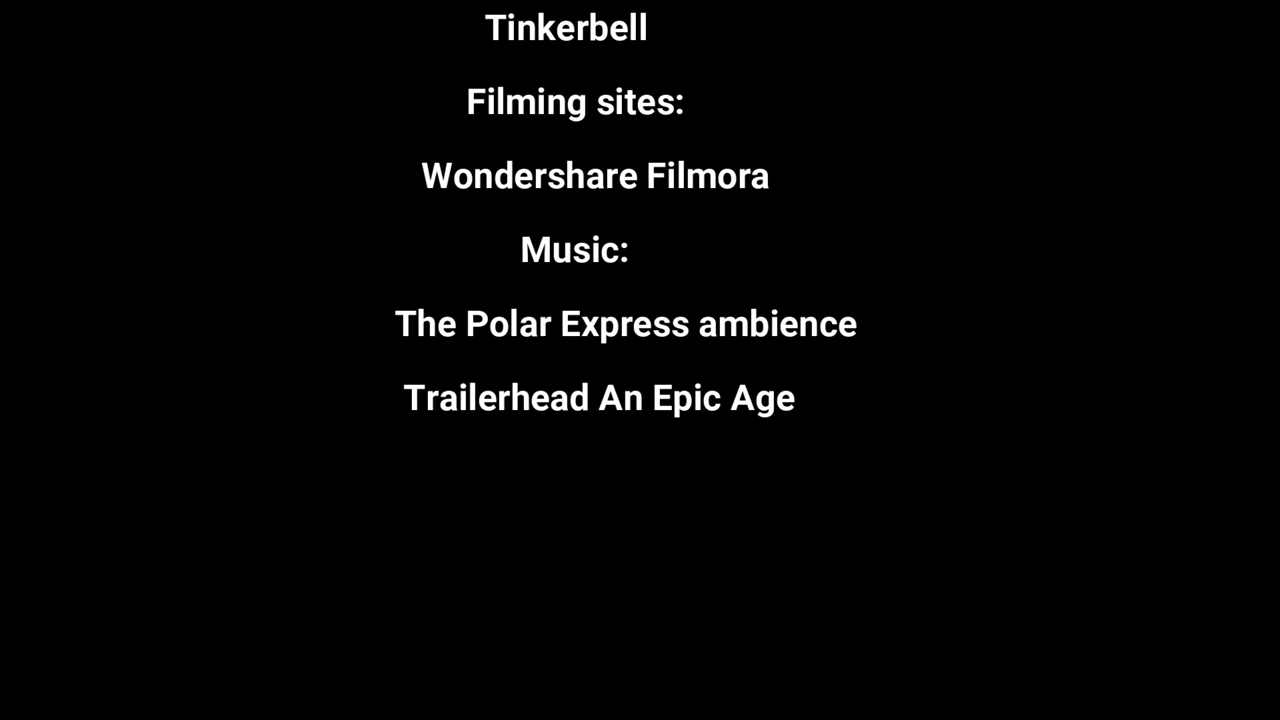 Tinkerbell
Filming sites:
Wondershare Filmora
Music:
The Polar Express ambience
Trailerhead An Epic Age